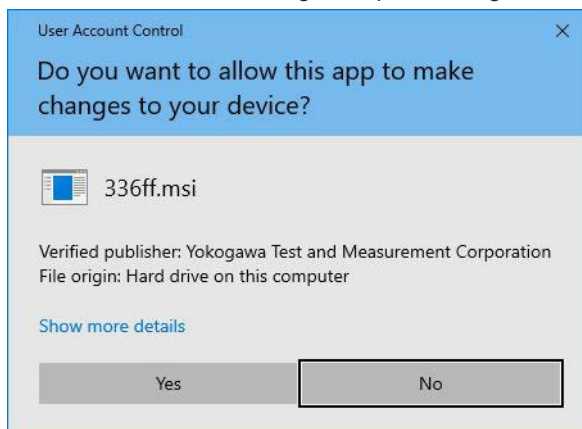 User Account Control
Do you want to allow this app to make
changes to your device?
336ff.msi
Verified publisher: Yokogawa Test and Measurement Corporation
File origin: Hard drive on this computer
Show more details
Yes
No